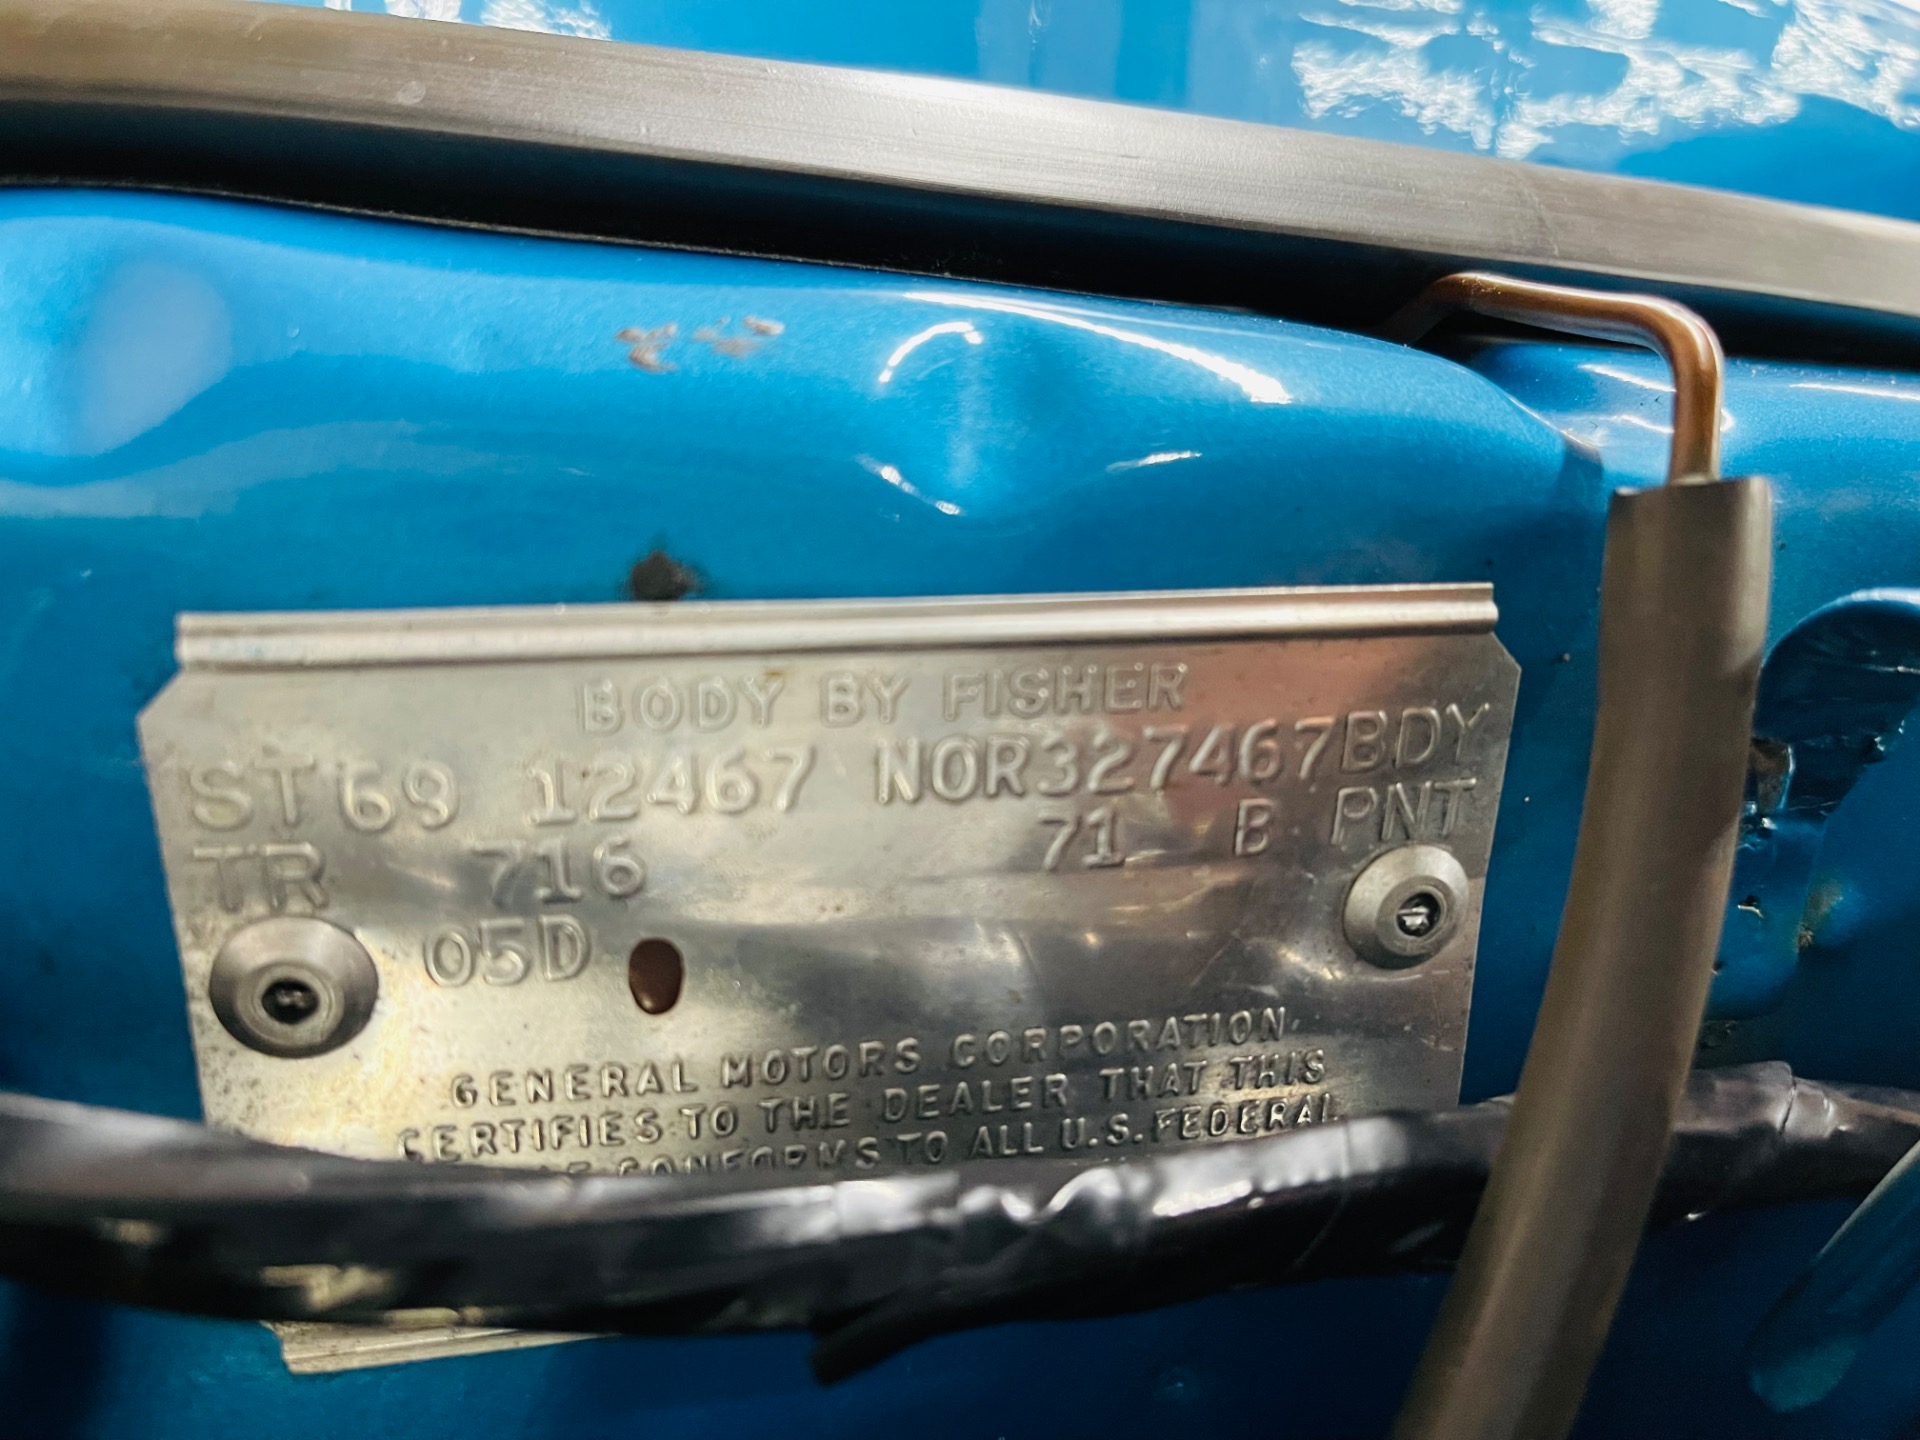 BODY BY FISHER
ST69 12467 NOR327467BDY
TR 716 71 B PNT
05D
GENERAL MOTORS CORPORATION
CERTIFIES TO THE DEALER THAT THIS
CONFORMS TO ALL U.S. FEDERAL